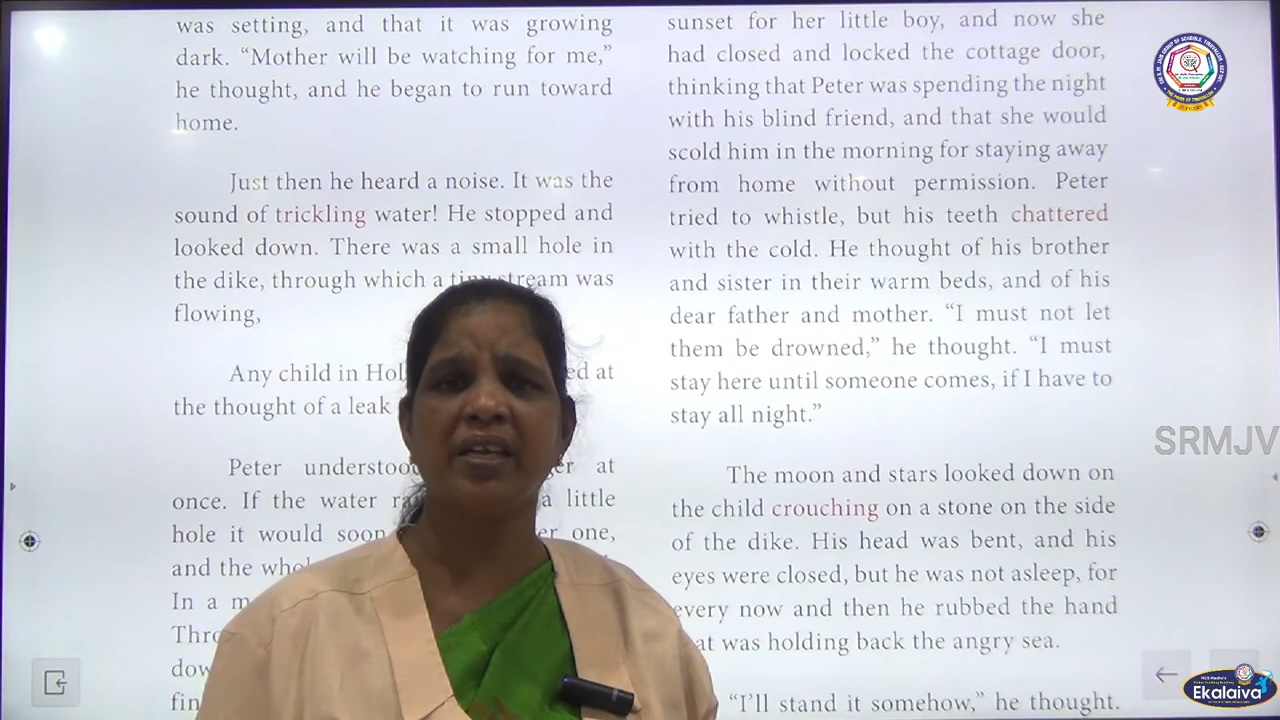 was setting, and that it was growing
dark. “Mother will be watching for me,”
he thought, and he began to run toward
home.
Just then he heard a noise. It was the
sound of trickling water! He stopped and
looked down. There was a small hole in
the dike, through which a tiny stream was
flowing,
Any child in Hol ed at
the thought of a leak
Peter understood at
once. If the water a little
hole it would soon one,
and the
In a
fin
sunset for her little boy, and now she
had closed and locked the cottage door,
thinking that Peter was spending the night
with his blind friend, and that she would
scold him in the morning for staying away
from home without permission. Peter
tried to whistle, but his teeth chattered
with the cold. He thought of his brother
and sister in their warm beds, and of his
dear father and mother. “I must not let
them be drowned,” he thought. “I must
stay here until someone comes, if I have to
stay all night.”
The moon and stars looked down on
the child crouching on a stone on the side
of the dike. His head was bent, and his
eyes were closed, but he was not asleep, for
every now and then he rubbed the hand
that was holding back the angry sea.
“I'll stand it somehow” he thought.
SRMJV
Ekalaiva